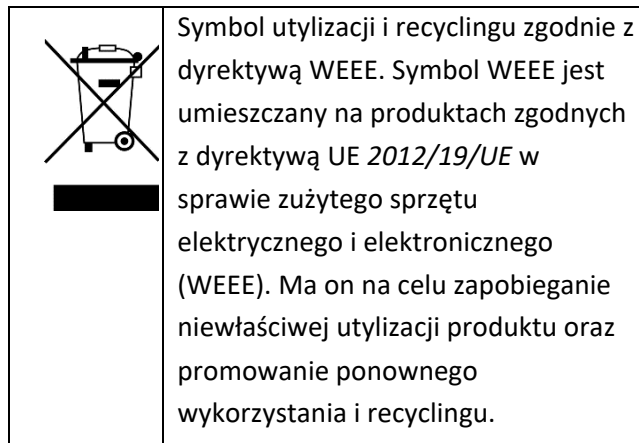 Symbol utylizacji i recyclingu zgodnie z
dyrektywą WEEE. Symbol WEEE jest
umieszczany na produktach zgodnych
z dyrektywą UE 2012/19/UE w
sprawie zużytego sprzętu
elektrycznego i elektronicznego
(WEEE). Ma on na celu zapobieganie
niewłaściwej utylizacji produktu oraz
promowanie ponownego
wykorzystania i recyclingu.